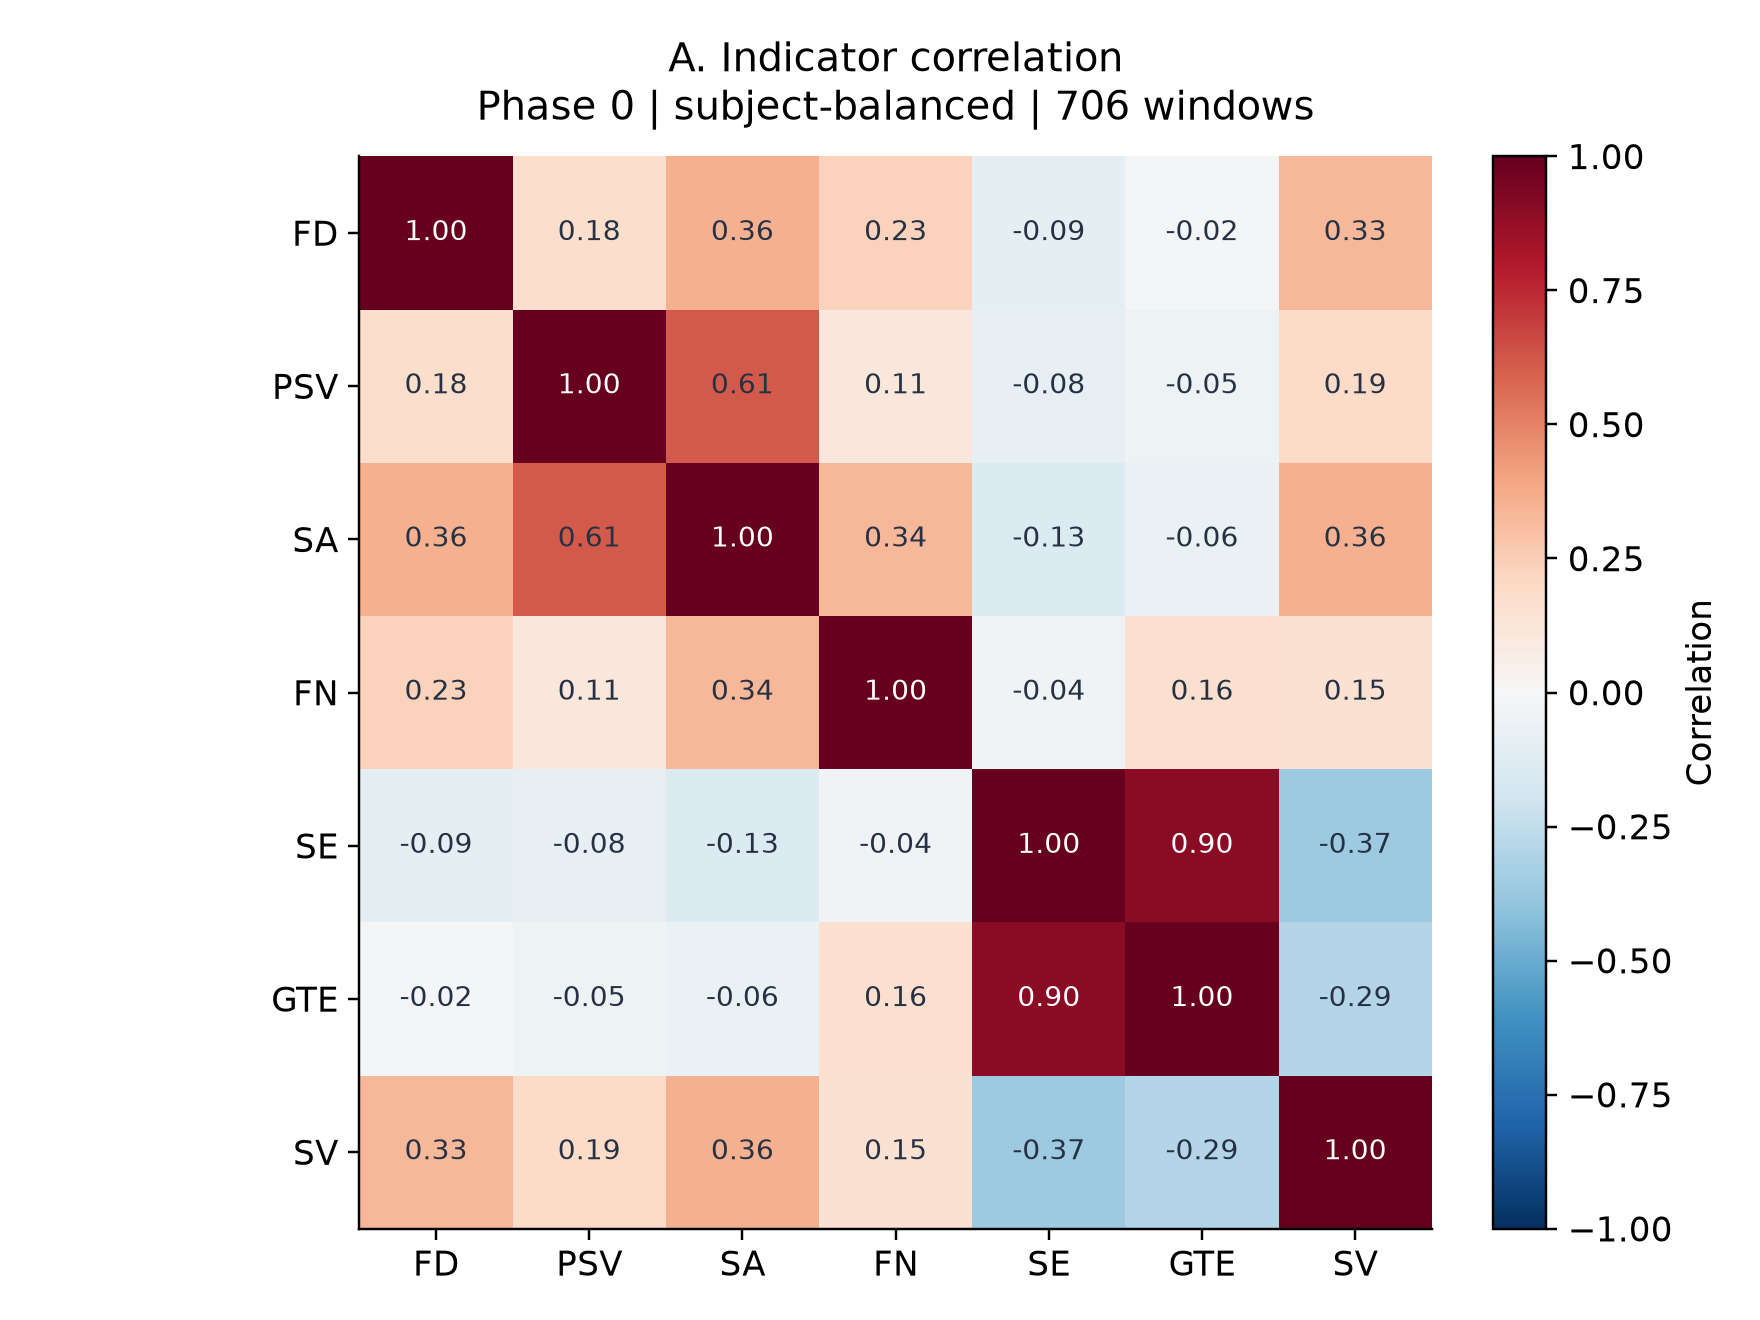 A. Indicator correlation
Phase 0 | subject-balanced | 706 windows
FD 1.00 0.18 0.36 0.23 -0.09 -0.02 0.33
PSV 0.18 1.00 0.61 0.11 -0.08 -0.05 0.19
SA 0.36 0.61 1.00 0.34 -0.13 -0.06 0.36
FN 0.23 0.11 0.34 1.00 -0.04 0.16 0.15
SE -0.09 -0.08 -0.13 -0.04 1.00 0.90 -0.37
GTE -0.02 -0.05 -0.06 0.16 0.90 1.00 -0.29
SV 0.33 0.19 0.36 0.15 -0.37 -0.29 1.00
FD PSV SA FN SE GTE SV
1.00
0.75
0.50
0.25
0.00
−0.25
−0.50
−0.75
−1.00
Correlation